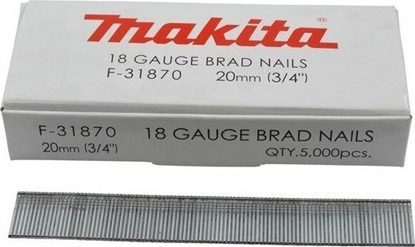 makita
18 GAUGE BRAD NAILS
F-31870 20mm (3/4")
F-31870 18 GAUGE BRAD NAILS
20mm (3/4") QTY.5,000pcs.